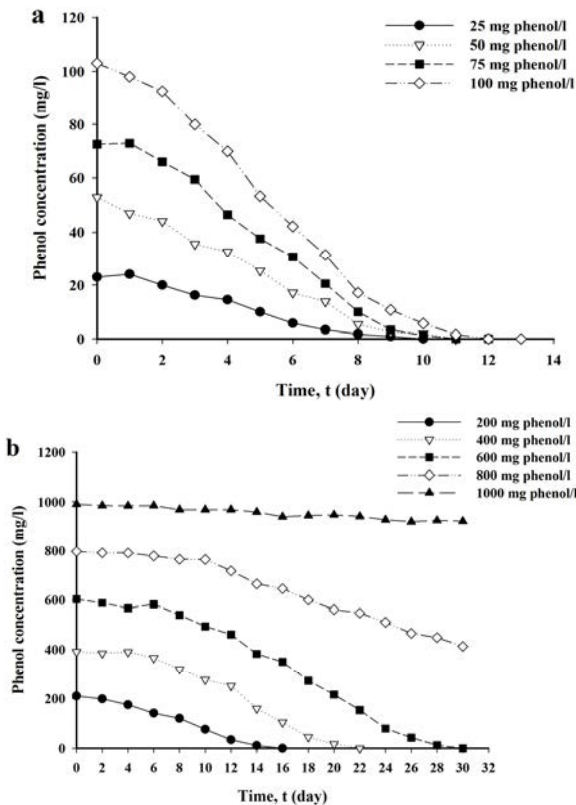 a
120
100
80
60
40
20
0
Phenol concentration (mg/l)
25 mg phenol/l
50 mg phenol/l
75 mg phenol/l
100 mg phenol/l
0 2 4 6 8 10 12 14
Time, t (day)
b
1200
1000
800
600
400
200
0
Phenol concentration (mg/l)
200 mg phenol/l
400 mg phenol/l
600 mg phenol/l
800 mg phenol/l
1000 mg phenol/l
0 2 4 6 8 10 12 14 16 18 20 22 24 26 28 30 32
Time, t (day)